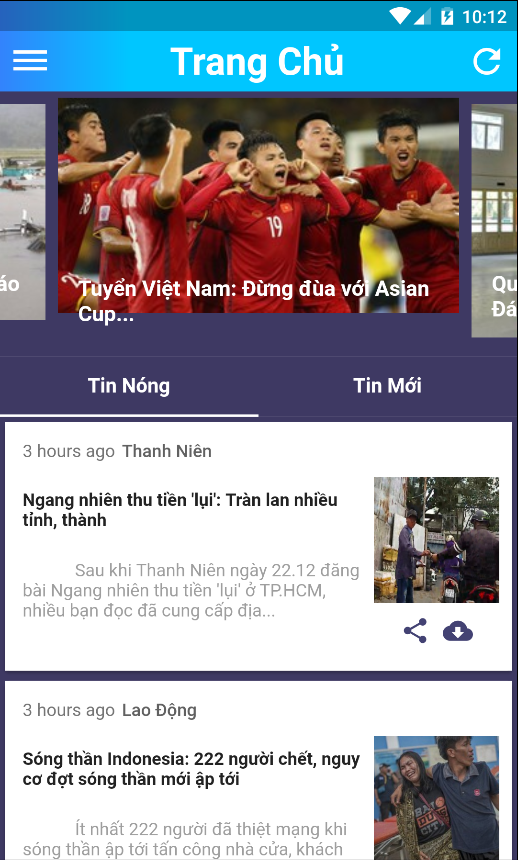 10:12
Trang Chủ
áo
Tuyển Việt Nam: Đừng đùa với Asian
Cup...
Qu
Đá
19
Tin Nóng
Tin Mới
3 hours ago Thanh Niên
Ngang nhiên thu tiền 'lụi': Tràn lan nhiều
tỉnh, thành
Sau khi Thanh Niên ngày 22.12 đăng
bài Ngang nhiên thu tiền 'lụi' ở TP.HCM,
nhiều bạn đọc đã cung cấp địa...
3 hours ago Lao Động
Sóng thần Indonesia: 222 người chết, nguy
cơ đợt sóng thần mới ập tới
Ít nhất 222 người đã thiệt mạng khi
sóng thần ập tới tấn công nhà cửa, khách